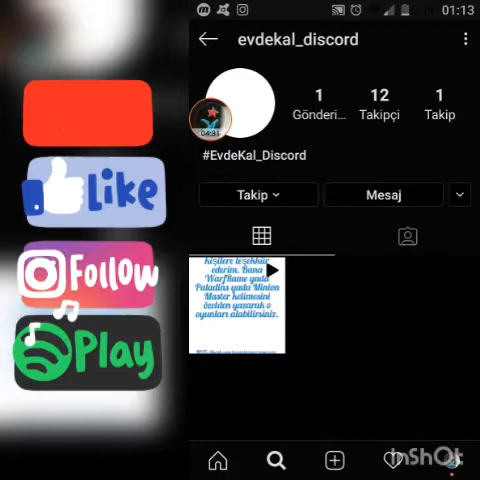 01:13
evdekal_discord
1
12
1
Gönderi...
Takipçi
Takip
04:31
#EvdeKal_Discord
Takip
Mesaj
Like
Follow
Play
kişilere teşekkür
ederim. Bana
Warframe yada
Paladins yada Minion
Master kelimesini
özelden yazarak o
oyunları alabilirsiniz.
InShOt